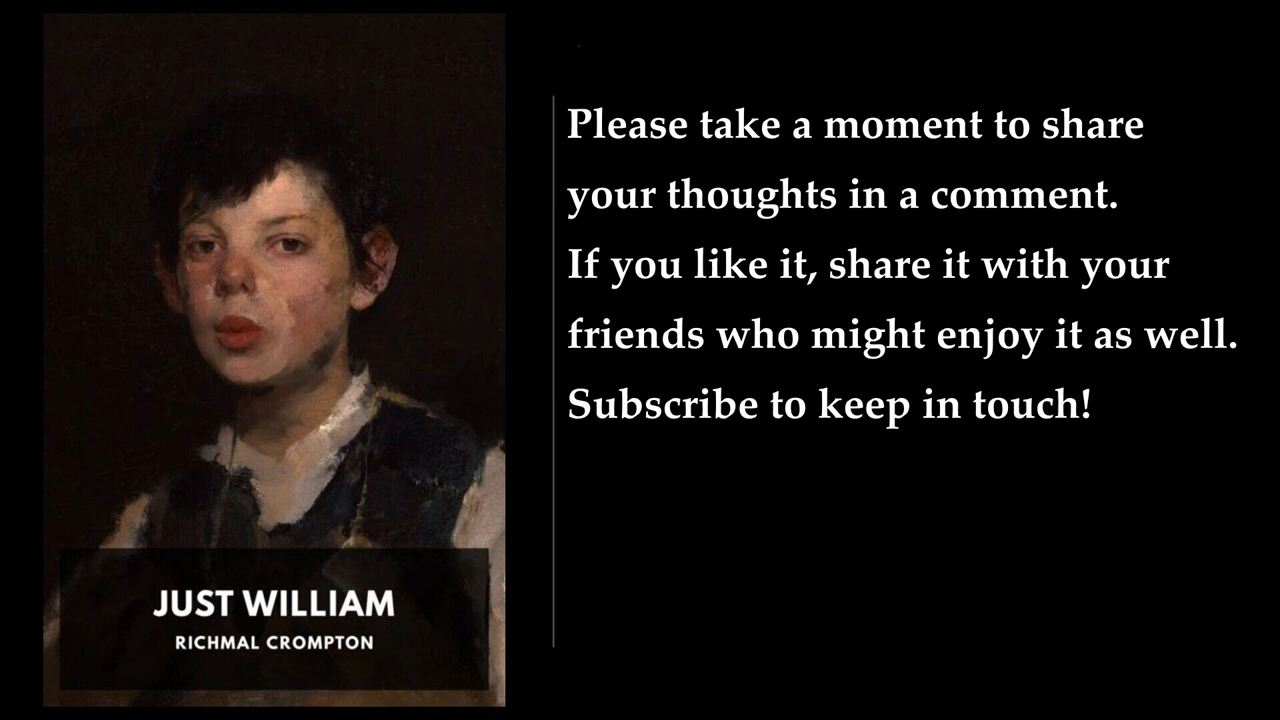 Please take a moment to share
your thoughts in a comment.
If you like it, share it with your
friends who might enjoy it as well.
Subscribe to keep in touch!
JUST WILLIAM
RICHMAL CROMPTON